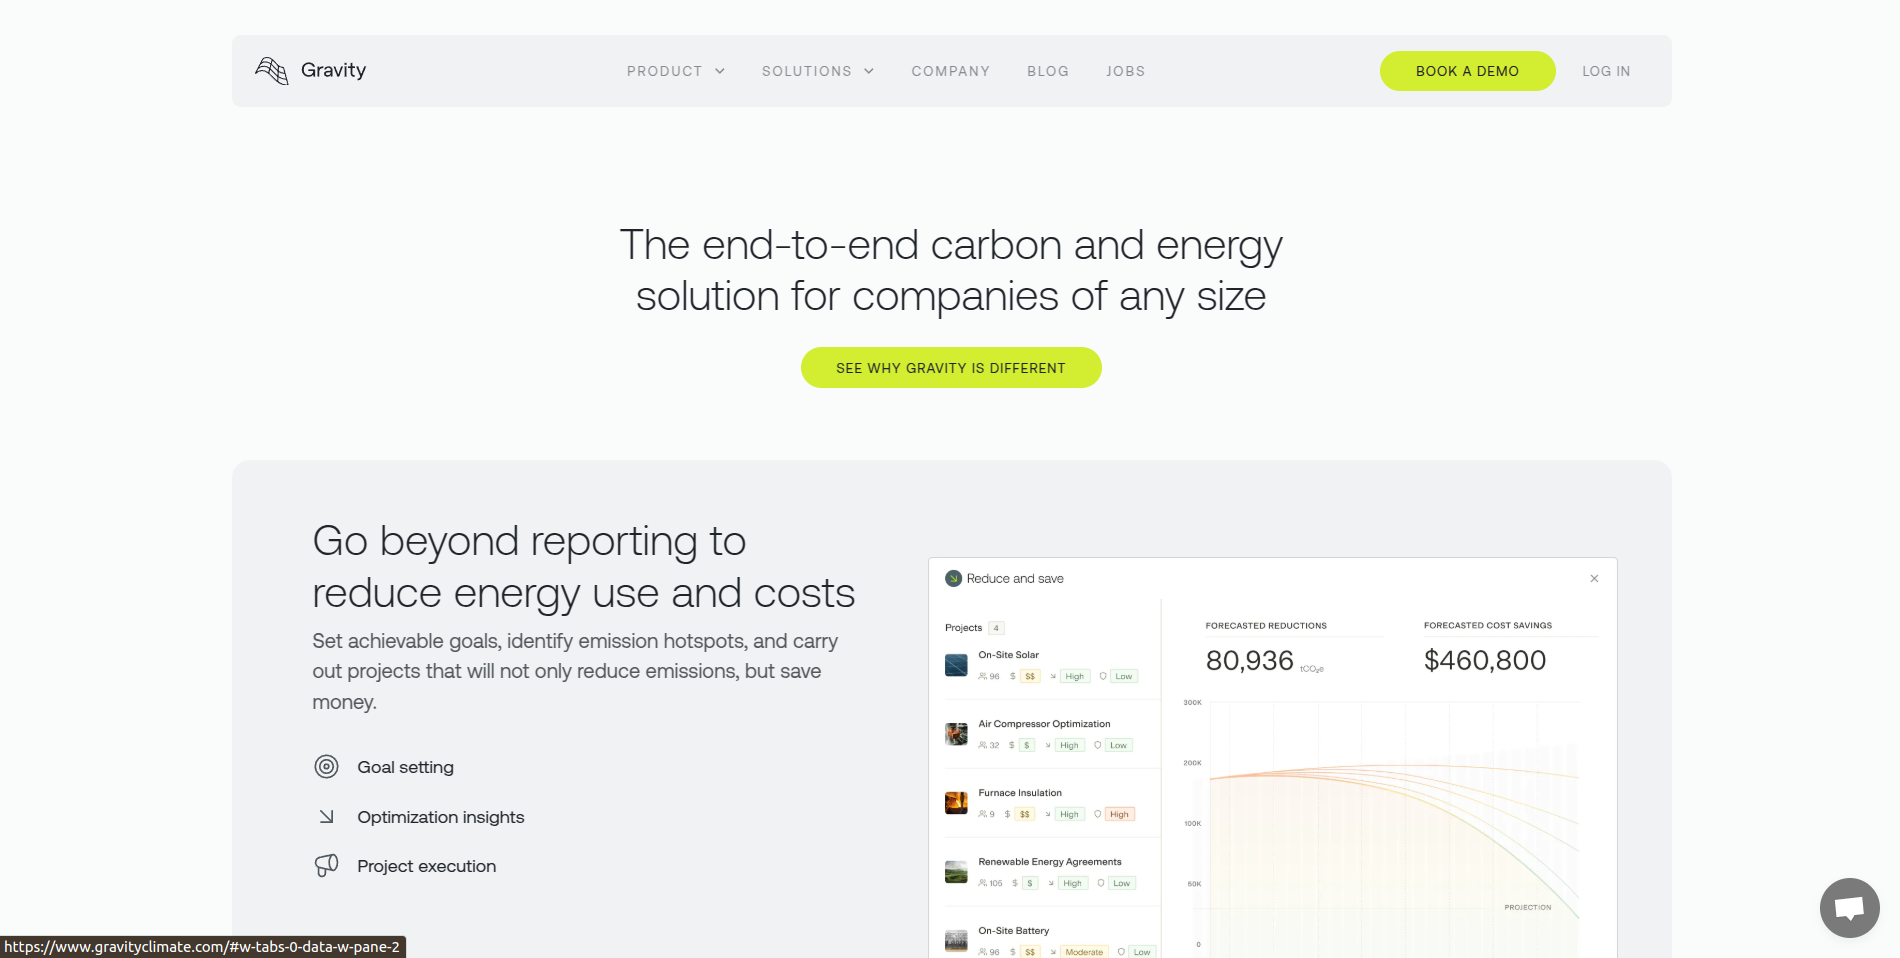 Gravity
PRODUCT
SOLUTIONS
COMPANY
BLOG
JOBS
BOOK A DEMO
LOG IN
The end-to-end carbon and energy
solution for companies of any size
SEE WHY GRAVITY IS DIFFERENT
Go beyond reporting to
reduce energy use and costs
Set achievable goals, identify emission hotspots, and carry
out projects that will not only reduce emissions, but save
money.
Goal setting
Optimization insights
Project execution
Reduce and save
Projects 4
On-Site Solar
96 $ $$ High Low
Air Compressor Optimization
32 $ $ High Low
Furnace Insulation
9 $ $$ High High
Renewable Energy Agreements
105 $ $ High Low
On-Site Battery
96 $ $$ Moderate Low
FORECASTED REDUCTIONS
80,936 tCO₂e
FORECASTED COST SAVINGS
$460,800
300K
200K
100K
50K
0
PROJECTION
https://www.gravityclimate.com/#w-tabs-0-data-w-pane-2